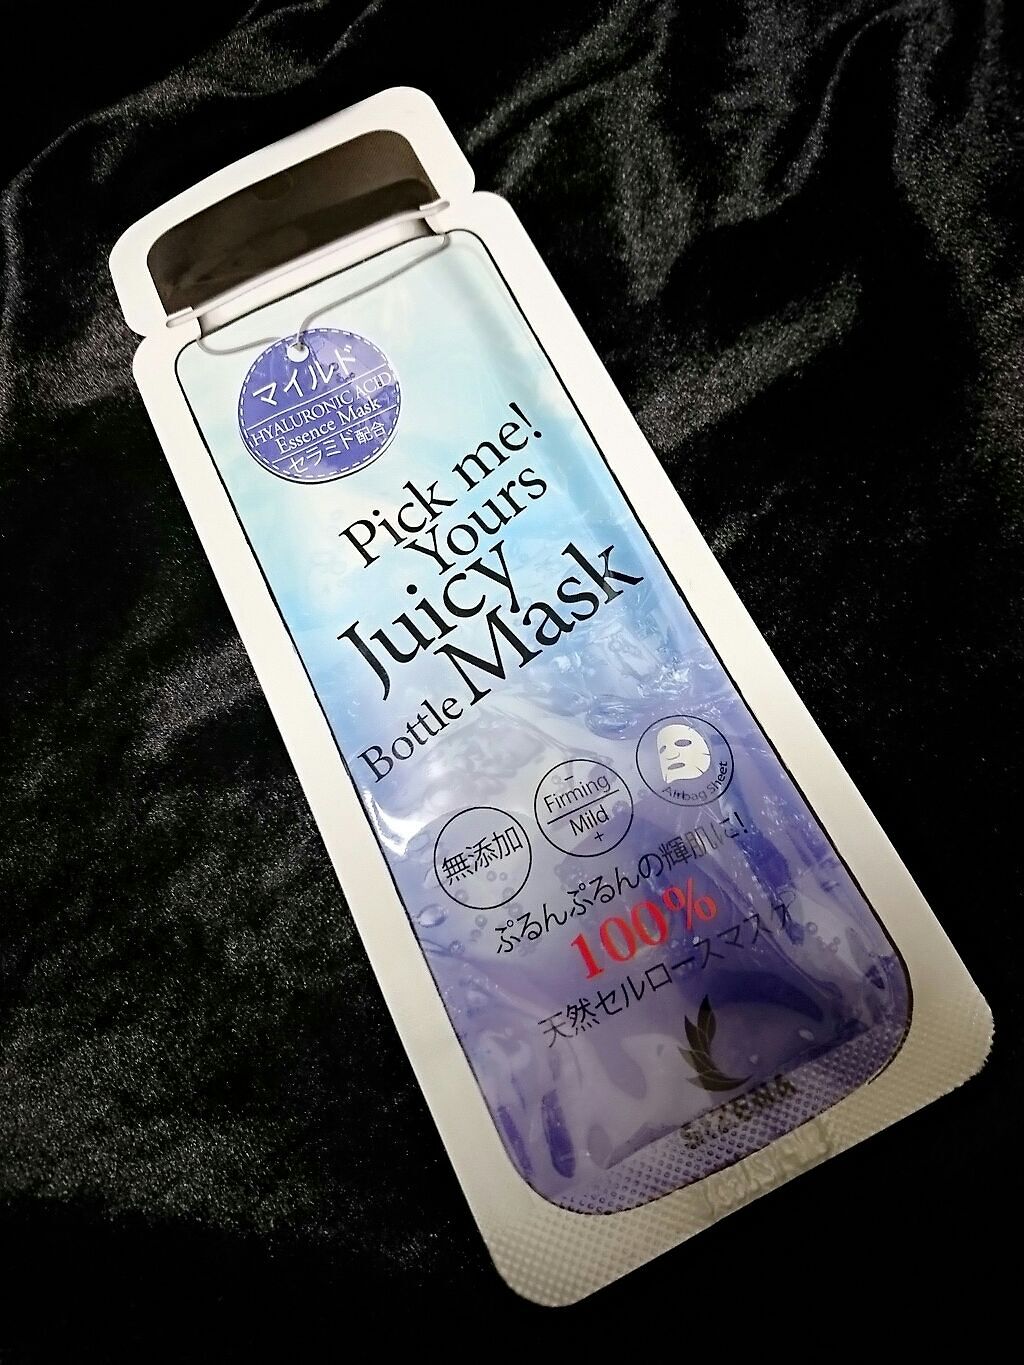 マイルド
HYALURONIC ACID
Essence Mask
セラミド配合
Pick me!
Yours
Juicy
Bottle Mask
無添加
Firming
Mild
+
Airbag Sheet
ぷるんぷるんの輝肌に!
100%
天然セルロースマスク